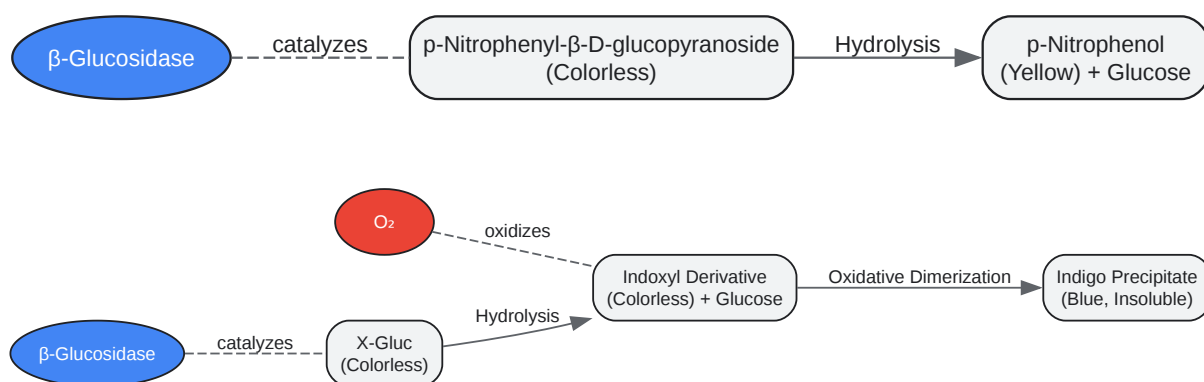 β-Glucosidase
catalyzes
p-Nitrophenyl-β-D-glucopyranoside
(Colorless)
Hydrolysis
p-Nitrophenol
(Yellow) + Glucose
O₂
oxidizes
Indoxyl Derivative
(Colorless) + Glucose
Oxidative Dimerization
Indigo Precipitate
(Blue, Insoluble)
Hydrolysis
β-Glucosidase
catalyzes
X-Gluc
(Colorless)